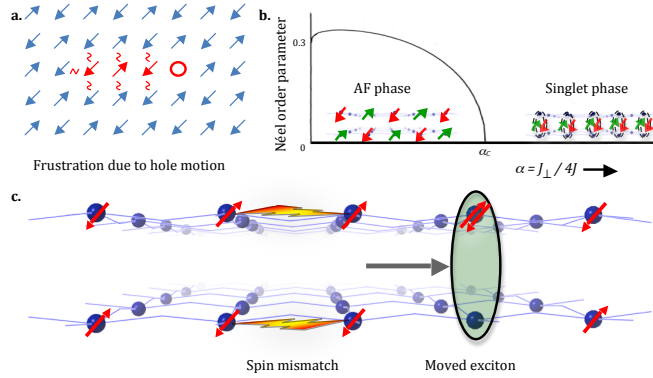 a.
Frustration due to hole motion
b.
Néel order parameter
0.3
0
AF phase
Singlet phase
αc
α = J⊥ / 4J
c.
Spin mismatch
Moved exciton